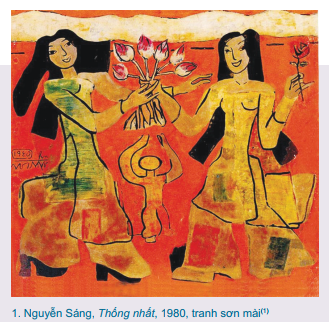 1. Nguyễn Sáng, Thống nhất, 1980, tranh sơn mài(1)